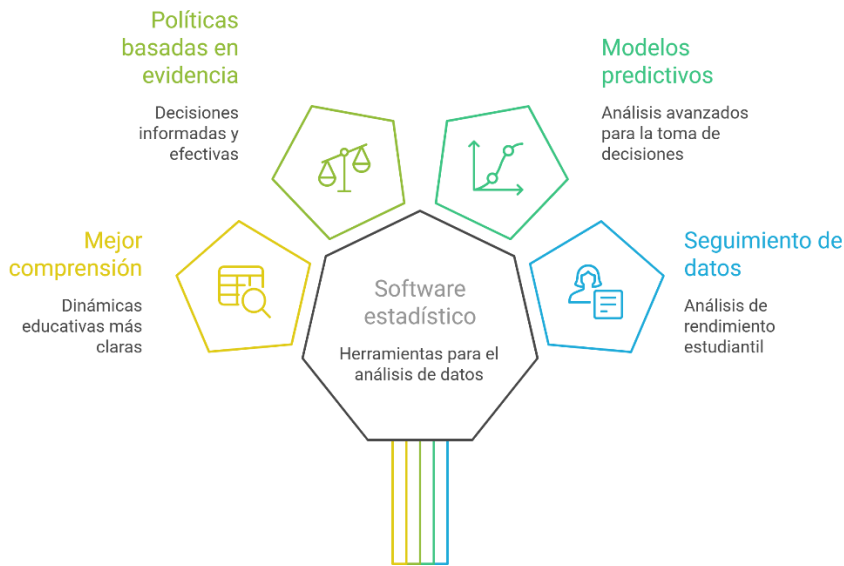 Políticas
basadas en
evidencia
Decisiones
informadas y
efectivas
Modelos
predictivos
Análisis avanzados
para la toma de
decisiones
Mejor
comprensión
Dinámicas
educativas más
claras
Software
estadístico
Herramientas para el
análisis de datos
Seguimiento de
datos
Análisis de
rendimiento
estudiantil